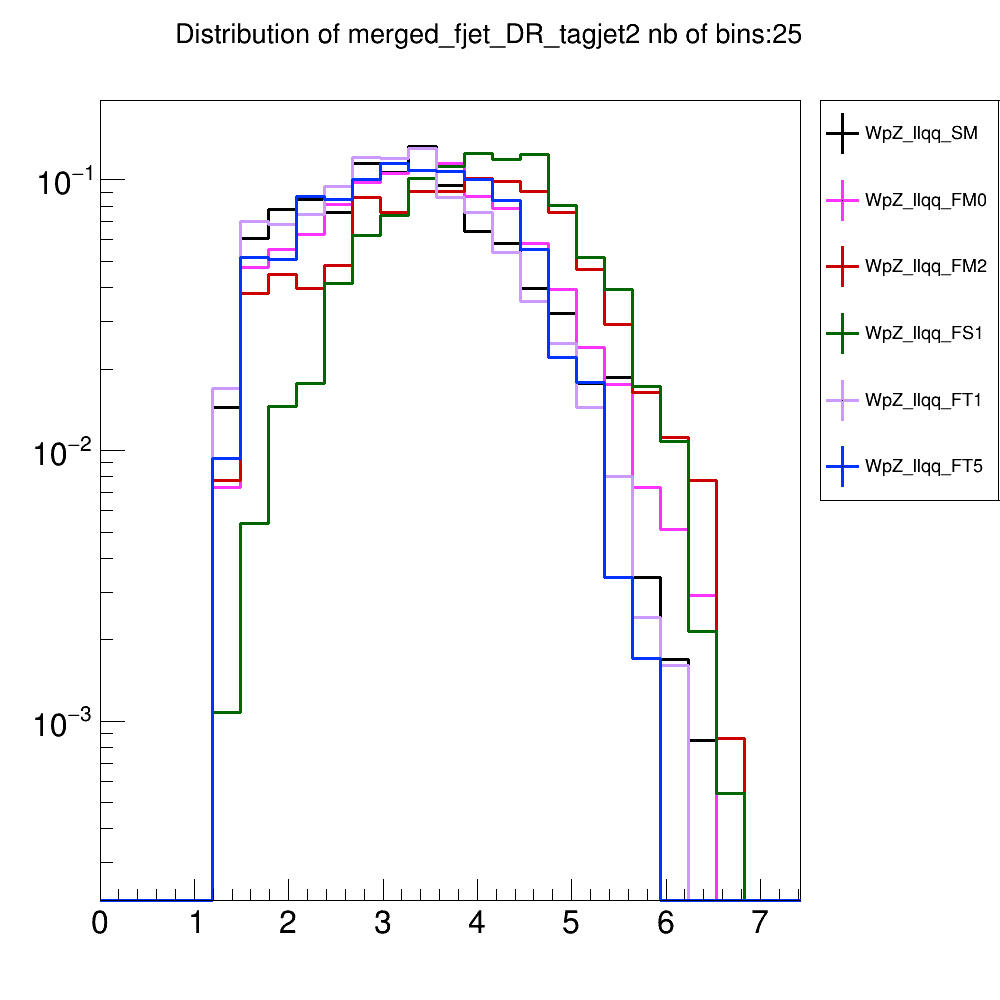 Distribution of merged_fjet_DR_tagjet2 nb of bins:25
WpZ_llqq_SM
WpZ_llqq_FM0
WpZ_llqq_FM2
WpZ_llqq_FS1
WpZ_llqq_FT1
WpZ_llqq_FT5
10⁻¹
10⁻²
10⁻³
0 1 2 3 4 5 6 7